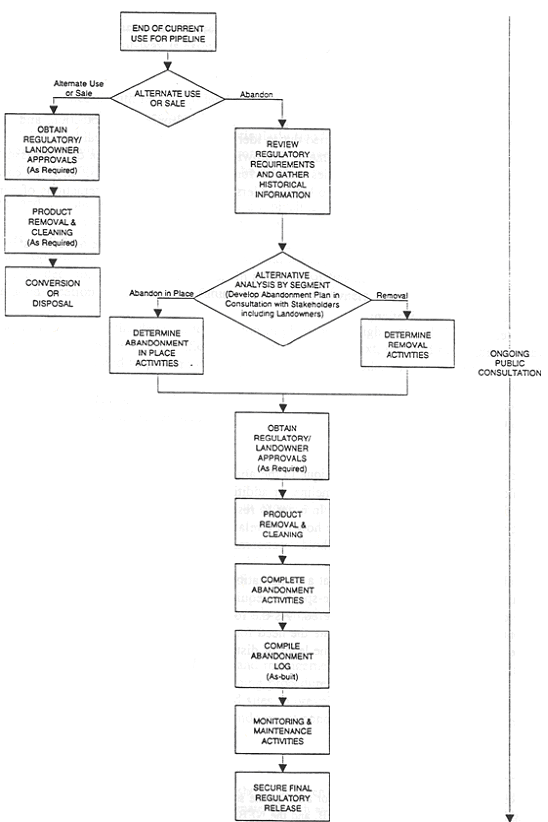 END OF CURRENT
USE FOR PIPELINE
Alternate Use
or Sale
ALTERNATE USE
OR SALE
Abandon
OBTAIN
REGULATORY/
LANDOWNER
APPROVALS
(As Required)
PRODUCT
REMOVAL &
CLEANING
(As Required)
CONVERSION
OR
DISPOSAL
REVIEW
REGULATORY
REQUIREMENTS
AND GATHER
HISTORICAL
INFORMATION
ALTERNATIVE
ANALYSIS BY SEGMENT
(Develop Abandonment Plan in
Consultation with Stakeholders
including Landowners)
Abandon in Place
Removal
DETERMINE
ABANDONMENT
IN PLACE
ACTIVITIES
DETERMINE
REMOVAL
ACTIVITIES
ONGOING
PUBLIC
CONSULTATION
OBTAIN
REGULATORY/
LANDOWNER
APPROVALS
(As Required)
PRODUCT
REMOVAL &
CLEANING
COMPLETE
ABANDONMENT
ACTIVITIES
COMPILE
ABANDONMENT
LOG
(As-buit)
MONITORING &
MAINTENANCE
ACTIVITIES
SECURE FINAL
REGULATORY
RELEASE